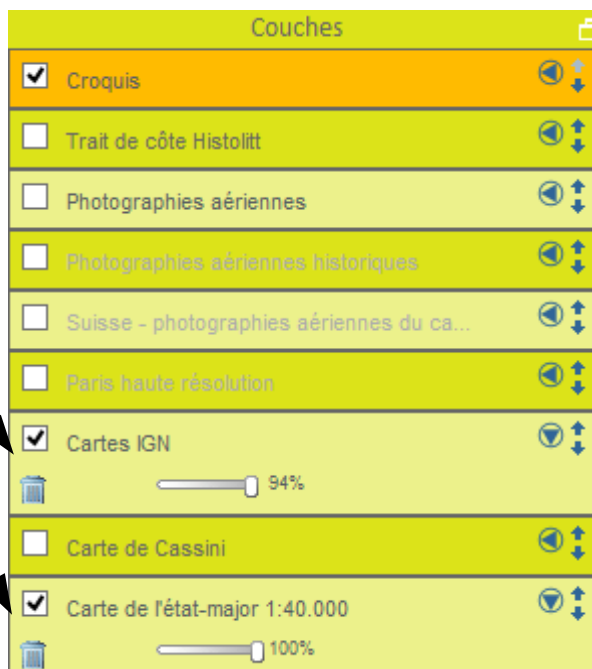 Couches
Croquis
Trait de côte Histolitt
Photographies aériennes
Photographies aériennes historiques
Suisse - photographies aériennes du ca...
Paris haute résolution
Cartes IGN
94%
Carte de Cassini
Carte de l'état-major 1:40.000
100%